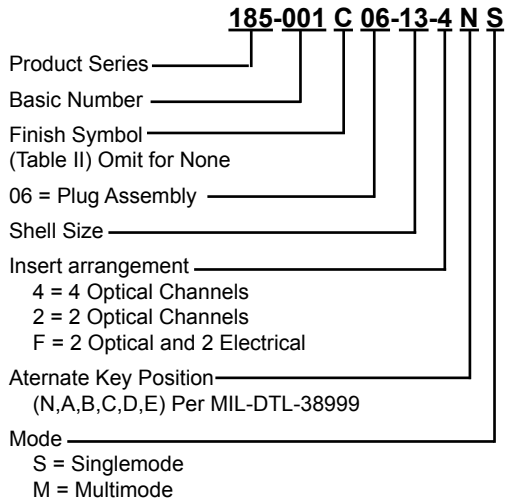 185-001 C 06-13-4 N S
Product Series
Basic Number
Finish Symbol
(Table II) Omit for None
06 = Plug Assembly
Shell Size
Insert arrangement
4 = 4 Optical Channels
2 = 2 Optical Channels
F = 2 Optical and 2 Electrical
Aternate Key Position
(N,A,B,C,D,E) Per MIL-DTL-38999
Mode
S = Singlemode
M = Multimode